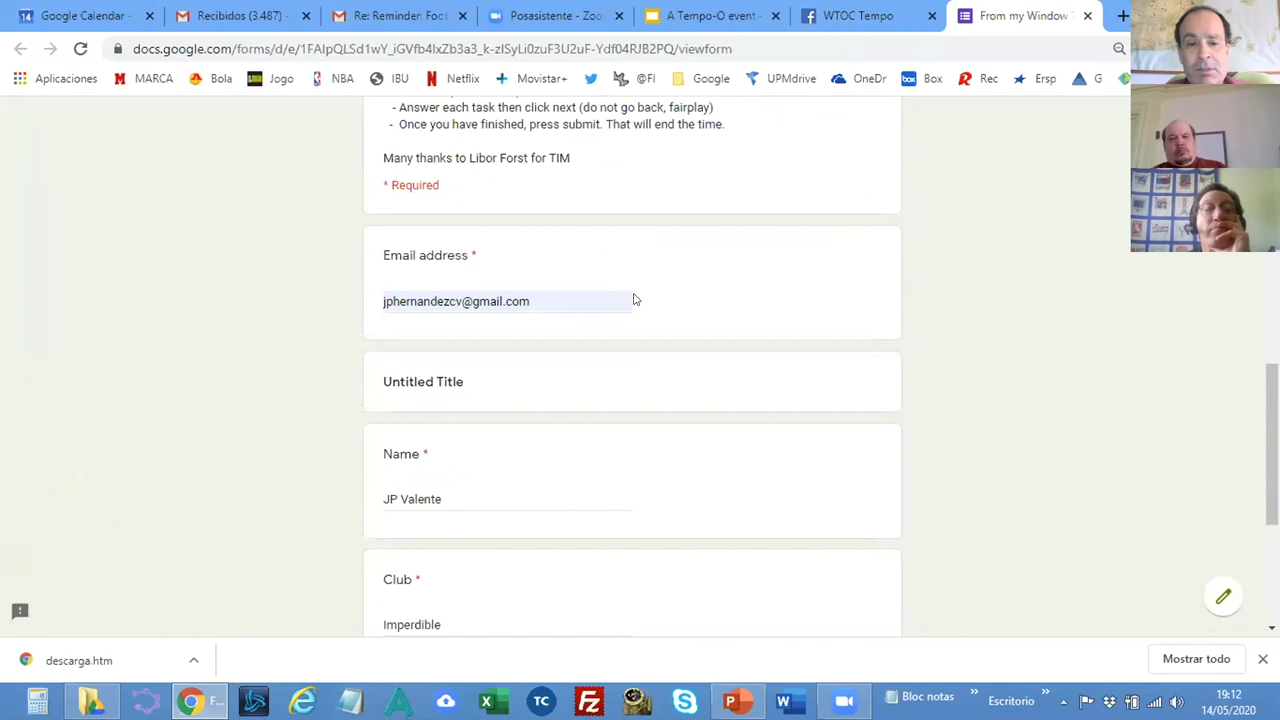 Google Calendar -
Recibidos (3.487)
Re: Reminder: Foc
Posasistente - Zoo
A Tempo-O event -
WTOC Tempo
From my Window T
docs.google.com/forms/d/e/1FAIpQLSd1wY_iGVfb4lxZb3a3_k-zISyLi0zuF3U2uF-Ydf04RJB2PQ/viewform
Aplicaciones
MARCA
Bola
Jogo
NBA
IBU
Netflix
Movistar+
@FI
Google
UPMdrive
OneDr
Box
Rec
Ersp
G
- Answer each task then click next (do not go back, fairplay)
- Once you have finished, press submit. That will end the time.
Many thanks to Libor Forst for TIM
* Required
Email address *
jphernandezcv@gmail.com
Untitled Title
Name *
JP Valente
Club *
Imperdible
descarga.htm
Mostrar todo
F...
Bloc notas
Escritorio
19:12
14/05/2020